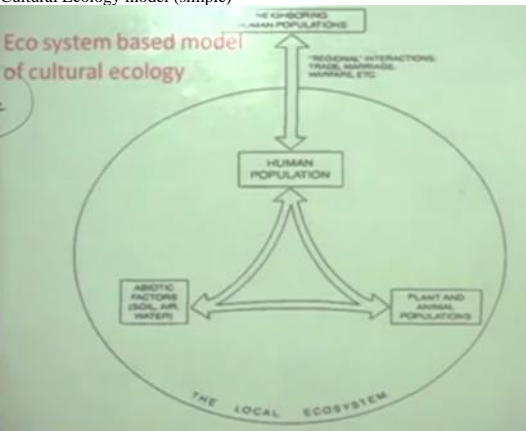 Cultural Ecology model (simple)
NEIGHBORING
HUMAN POPULATIONS
Eco system based model
of cultural ecology
"REGIONAL" INTERACTIONS:
TRADE, MARRIAGE,
WARFARE, ETC.
HUMAN
POPULATION
ABIOTIC
FACTORS
(SOIL, AIR,
WATER)
PLANT AND
ANIMAL
POPULATIONS
THE LOCAL ECOSYSTEM